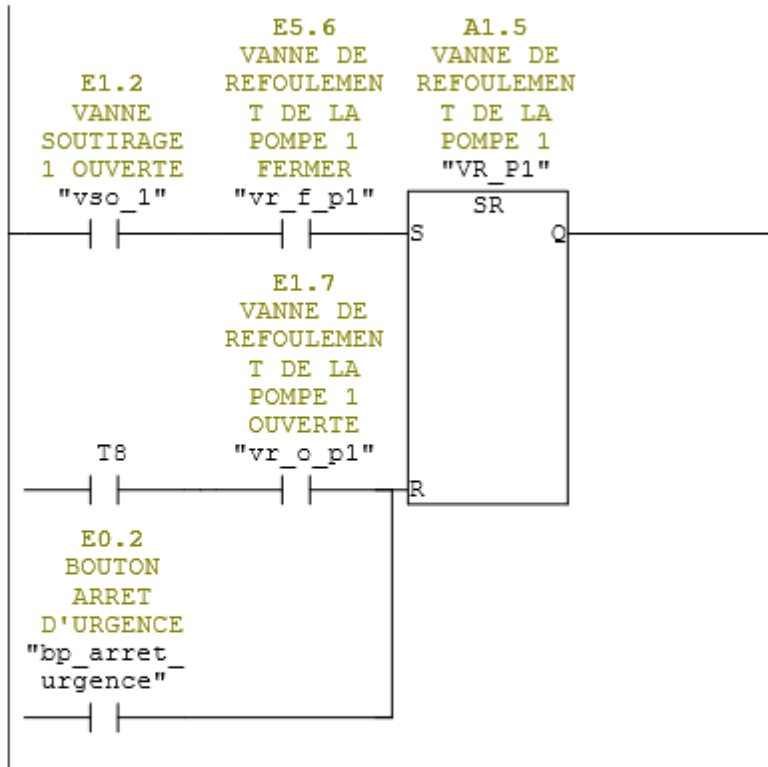 E1.2
VANNE
SOUTIRAGE
1 OUVERTE
"vso_1"
E5.6
VANNE DE
REFOULEMEN
T DE LA
POMPE 1
FERMER
"vr_f_p1"
A1.5
VANNE DE
REFOULEMEN
T DE LA
POMPE 1
"VR_P1"
SR
S
Q
T8
E1.7
VANNE DE
REFOULEMEN
T DE LA
POMPE 1
OUVERTE
"vr_o_p1"
R
E0.2
BOUTON
ARRET
D'URGENCE
"bp_arret_
urgence"